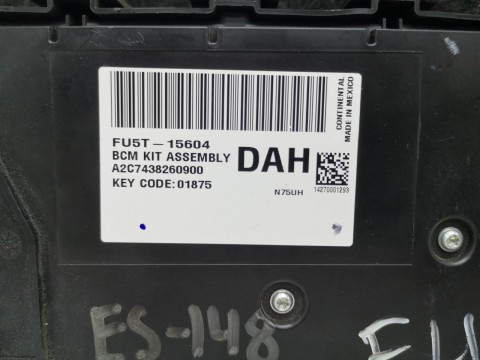 FU5T-15604
BCM KIT ASSEMBLY
A2C7438260900
KEY CODE:01875
DAH
N75UH
14270001293
CONTINENTAL
MADE IN MEXICO
ES-148